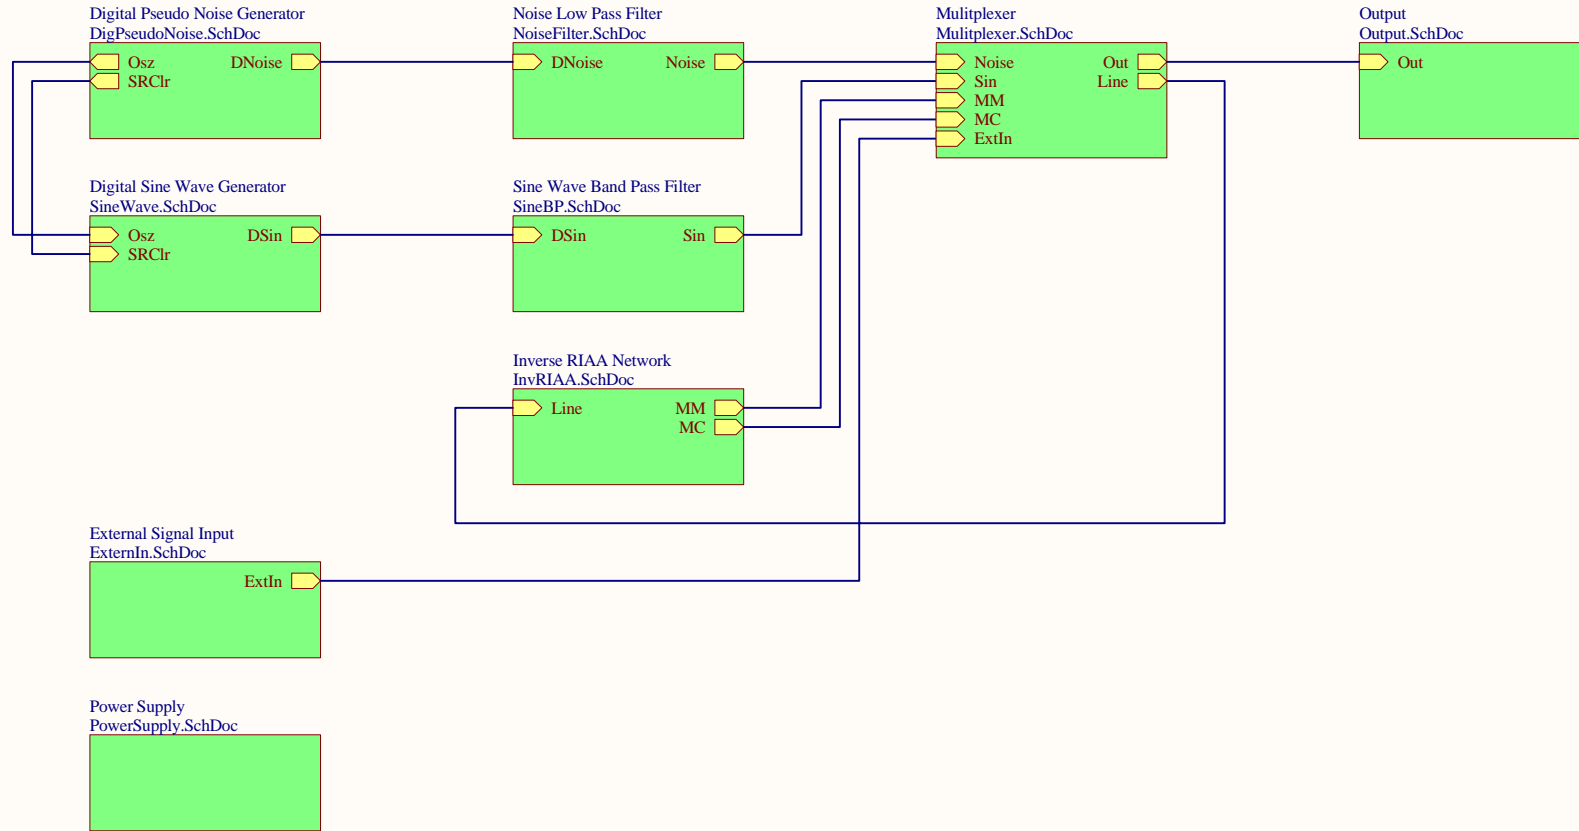 Digital Pseudo Noise Generator
DigPseudoNoise.SchDoc
Osz DNoise
SRClr
Noise Low Pass Filter
NoiseFilter.SchDoc
DNoise Noise
Mulitplexer
Mulitplexer.SchDoc
Noise Out
Sin Line
MM
MC
ExtIn
Output
Output.SchDoc
Out
Digital Sine Wave Generator
SineWave.SchDoc
Osz DSin
SRClr
Sine Wave Band Pass Filter
SineBP.SchDoc
DSin Sin
Inverse RIAA Network
InvRIAA.SchDoc
Line MM
MC
External Signal Input
ExternIn.SchDoc
ExtIn
Power Supply
PowerSupply.SchDoc